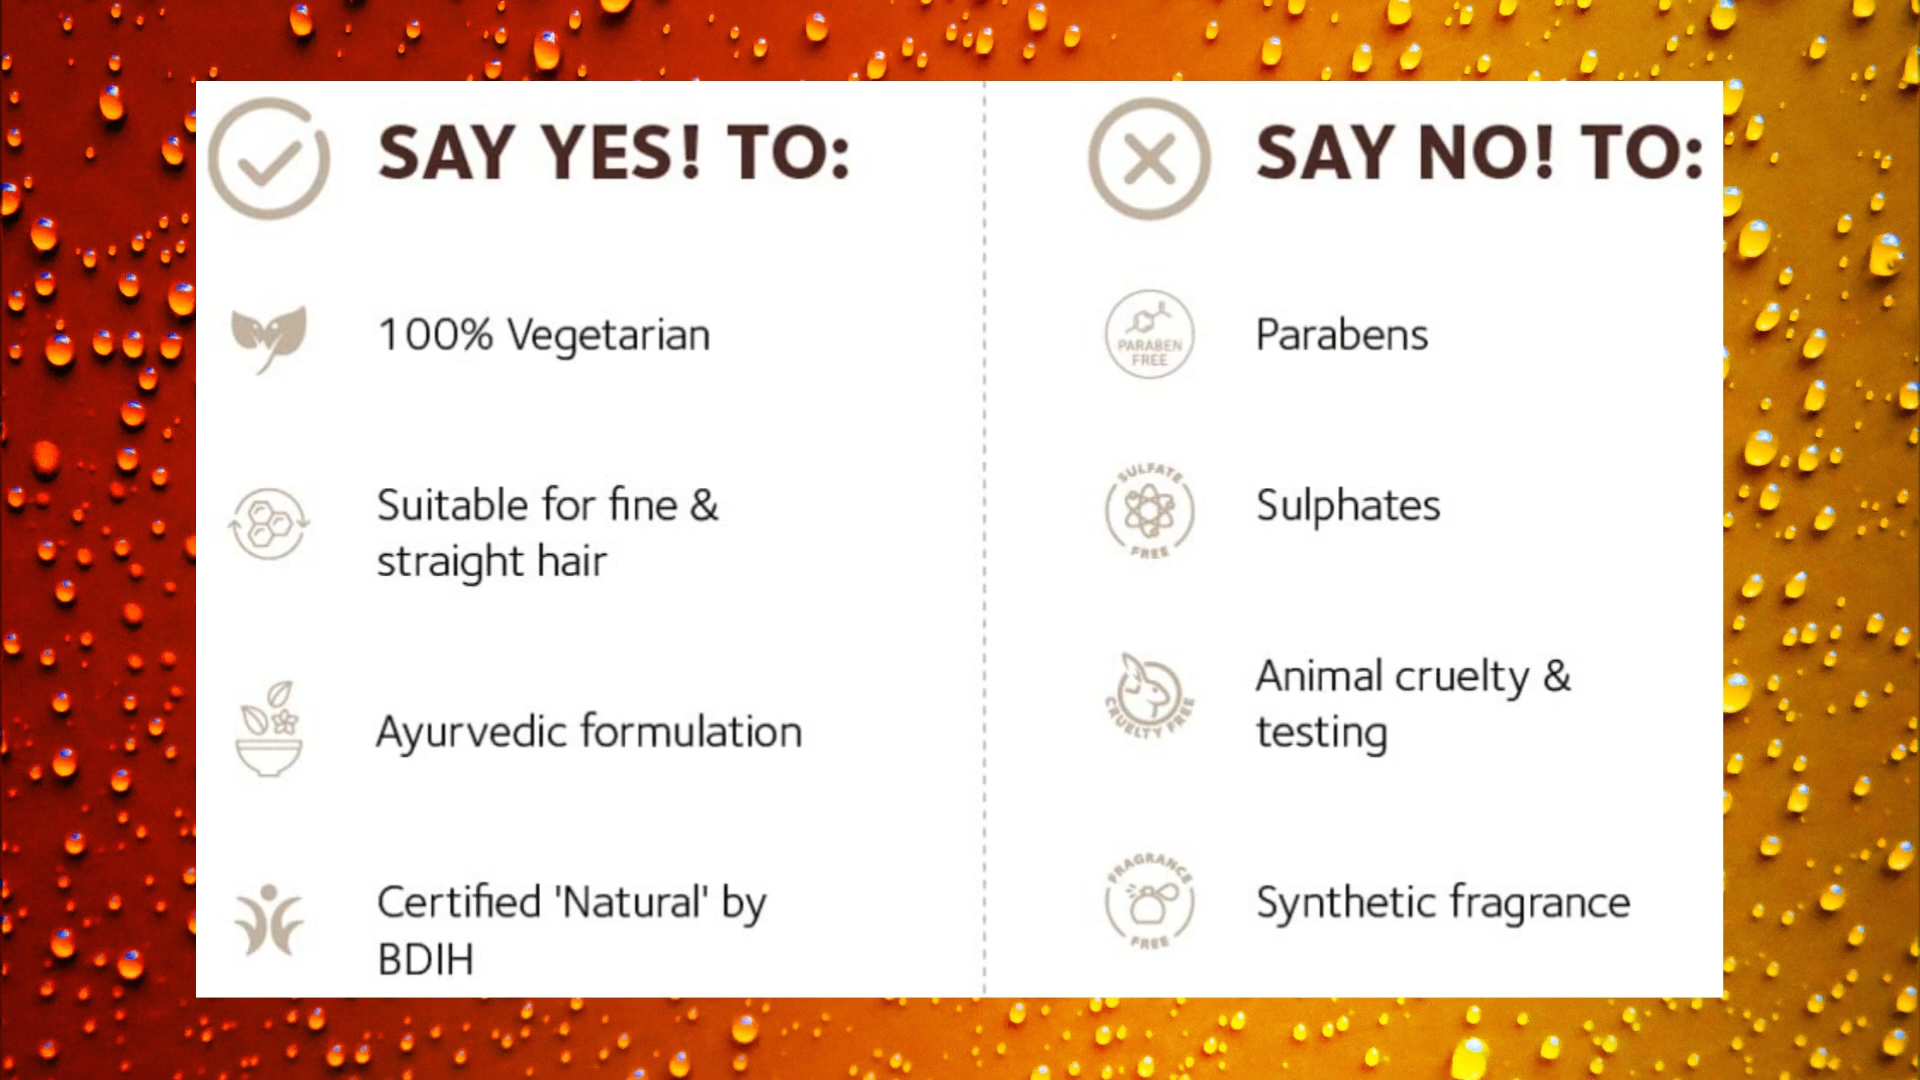 SAY YES! TO:
100% Vegetarian
Suitable for fine &
straight hair
Ayurvedic formulation
Certified 'Natural' by
BDIH
SAY NO! TO:
PARABEN
FREE
Parabens
SULFATE
FREE
Sulphates
CRUELTY FREE
Animal cruelty &
testing
FRAGRANCE
FREE
Synthetic fragrance